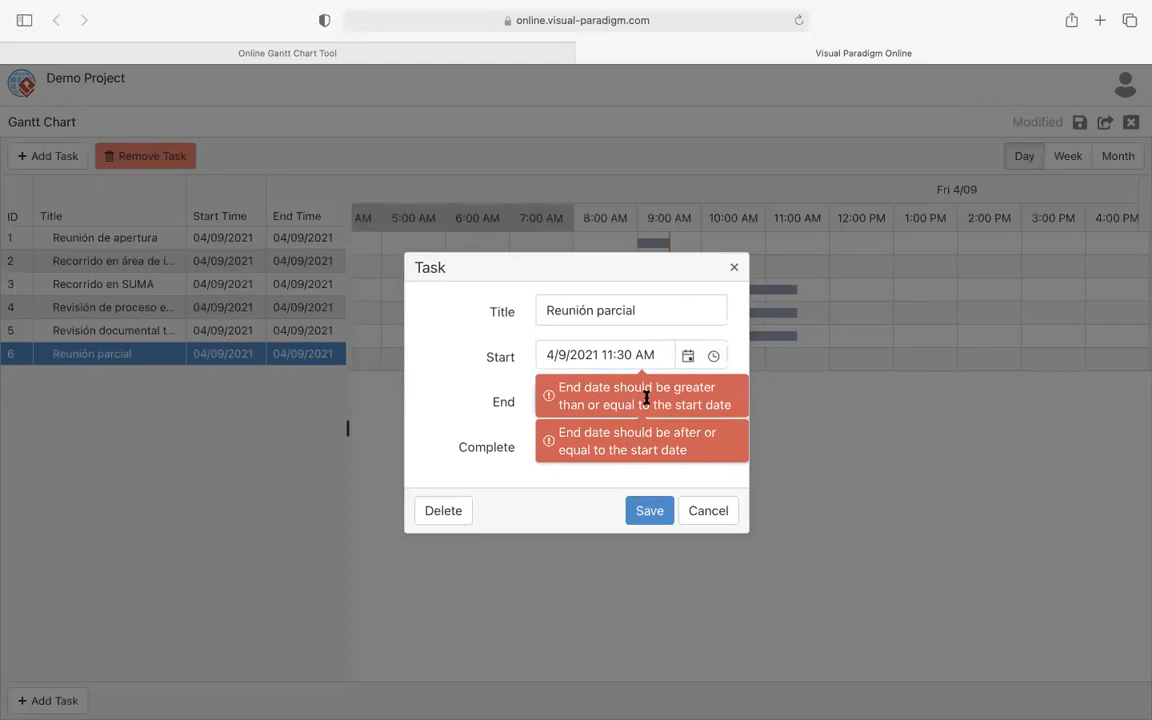 online.visual-paradigm.com
Online Gantt Chart Tool
Visual Paradigm Online
Demo Project
Gantt Chart
Modified
+ Add Task
Remove Task
Day
Week
Month
Fri 4/09
ID
Title
Start Time
End Time
AM
5:00 AM
6:00 AM
7:00 AM
8:00 AM
9:00 AM
10:00 AM
11:00 AM
12:00 PM
1:00 PM
2:00 PM
3:00 PM
4:00 PM
1 Reunión de apertura 04/09/2021 04/09/2021
2 Recorrido en área de i... 04/09/2021 04/09/2021
3 Recorrido en SUMA 04/09/2021 04/09/2021
4 Revisión de proceso e... 04/09/2021 04/09/2021
5 Revisión documental t... 04/09/2021 04/09/2021
6 Reunión parcial 04/09/2021 04/09/2021
Task
Title
Reunión parcial
Start
4/9/2021 11:30 AM
End
End date should be greater
than or equal to the start date
Complete
End date should be after or
equal to the start date
Delete
Save
Cancel
+ Add Task